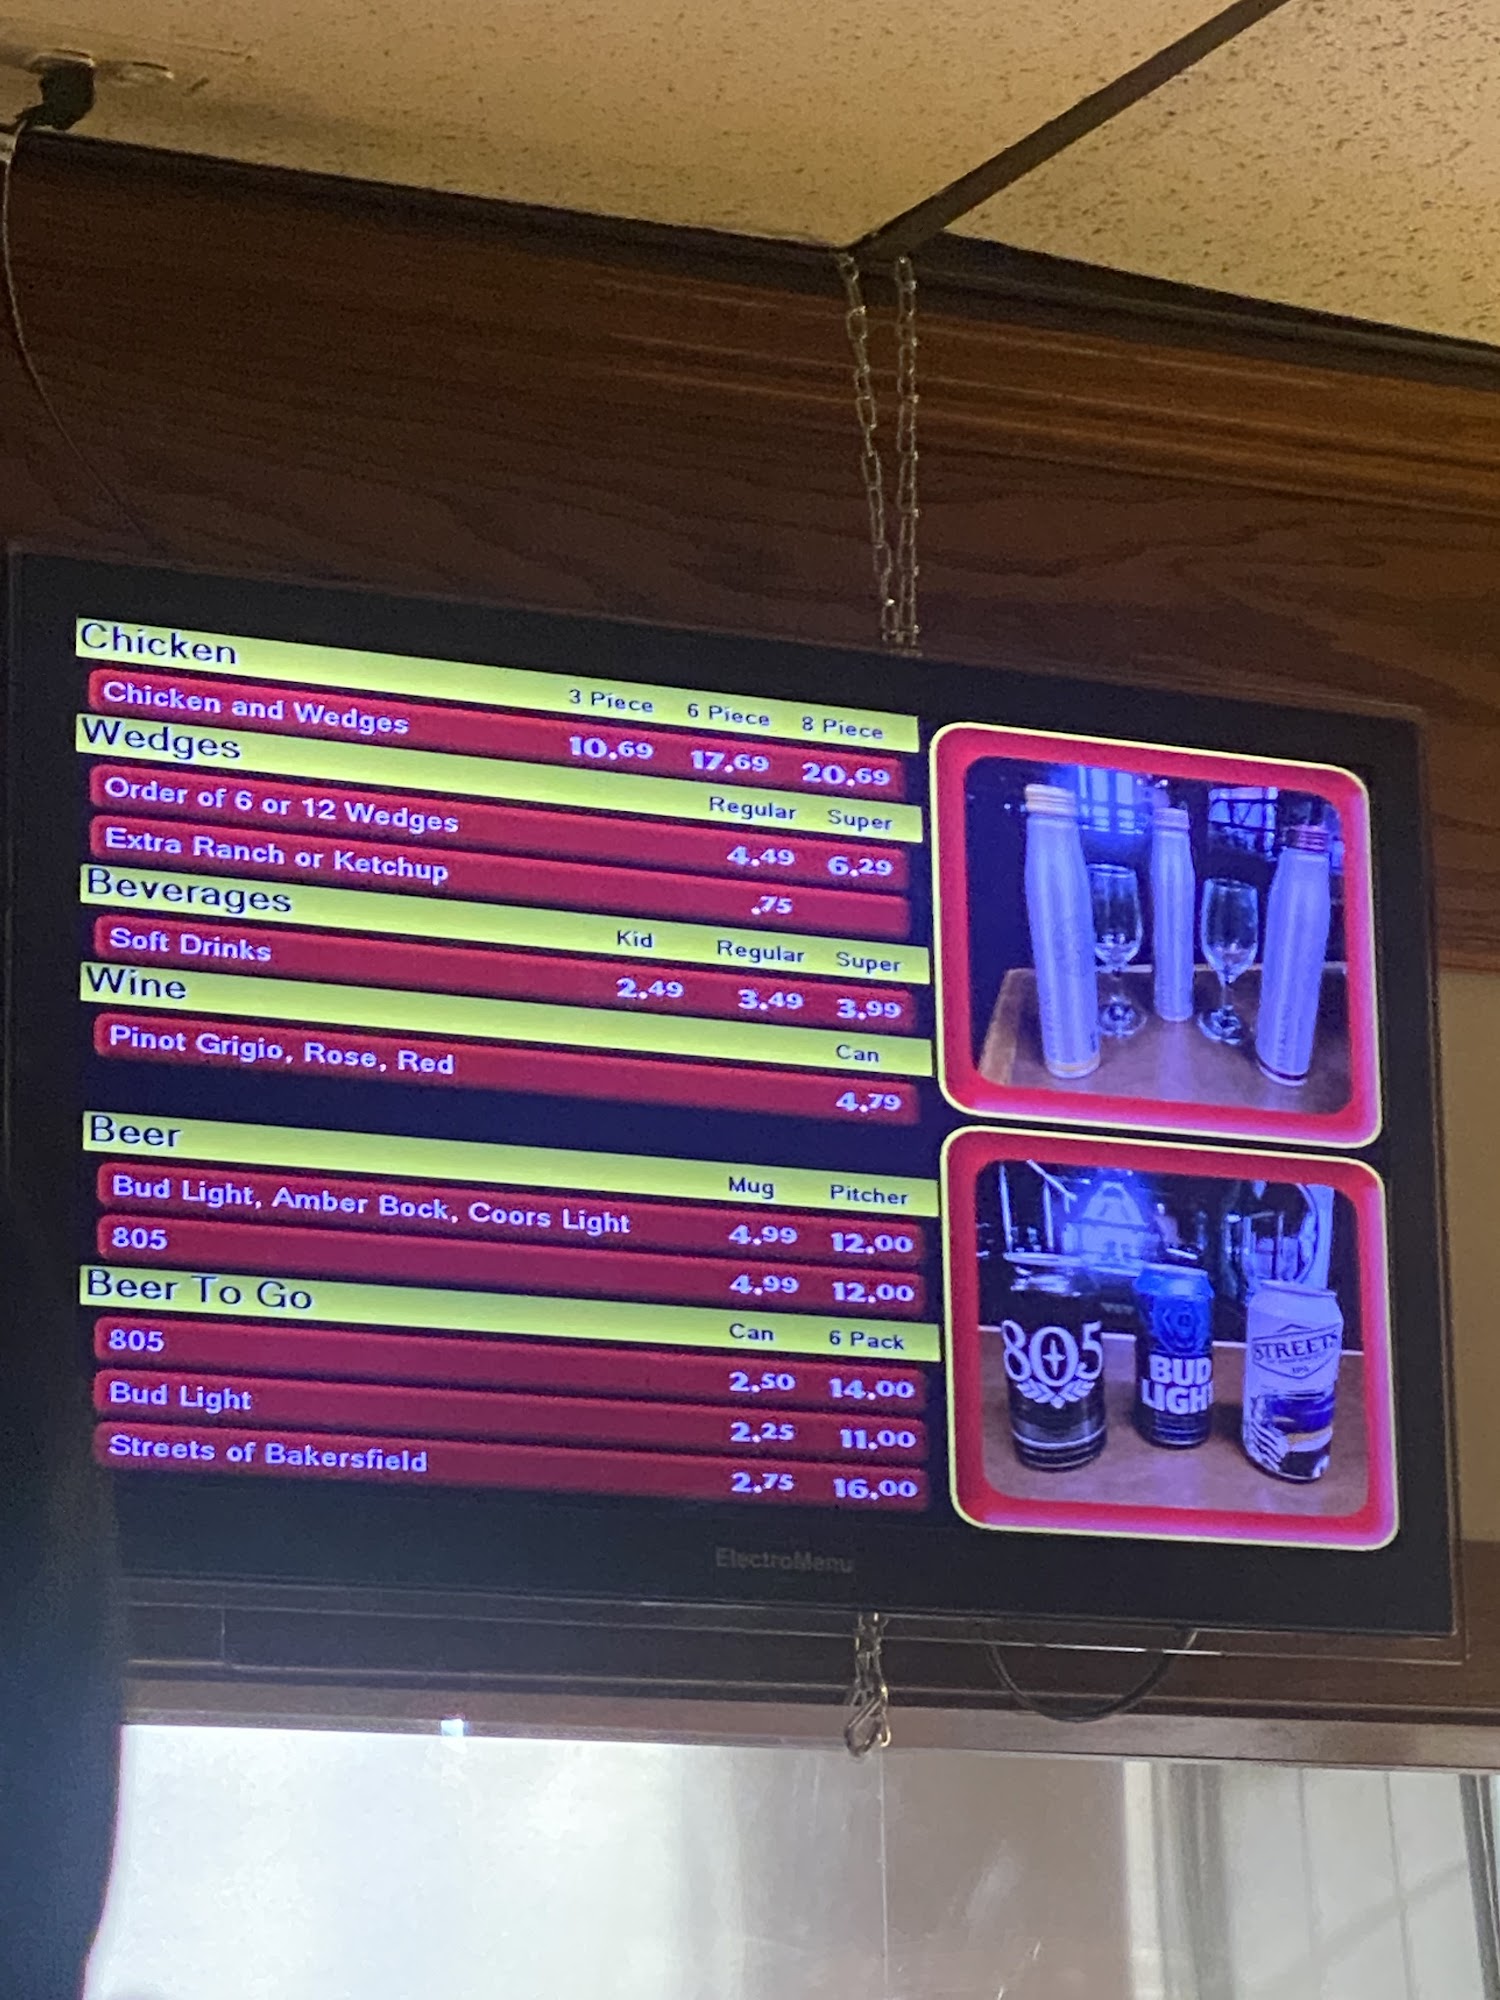 Chicken 3 Piece 6 Piece 8 Piece
Chicken and Wedges 10.69 17.69 20.69
Wedges Regular Super
Order of 6 or 12 Wedges 4.49 6.29
Extra Ranch or Ketchup .75
Beverages Kid Regular Super
Soft Drinks 2.49 3.49 3.99
Wine Can
Pinot Grigio, Rose, Red 4.79
Beer Mug Pitcher
Bud Light, Amber Bock, Coors Light 4.99 12.00
805 4.99 12.00
Beer To Go Can 6 Pack
805 2.50 14.00
Bud Light 2.25 11.00
Streets of Bakersfield 2.75 16.00
805
BUD
LIGHT
STREETS
IPA
ElectroMenu